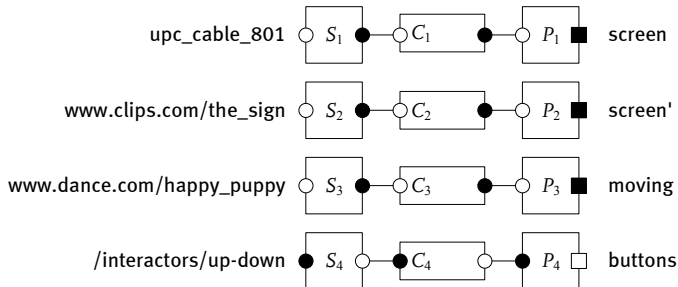 upc_cable_801 S1 C1 P1 screen
www.clips.com/the_sign S2 C2 P2 screen'
www.dance.com/happy_puppy S3 C3 P3 moving
/interactors/up-down S4 C4 P4 buttons